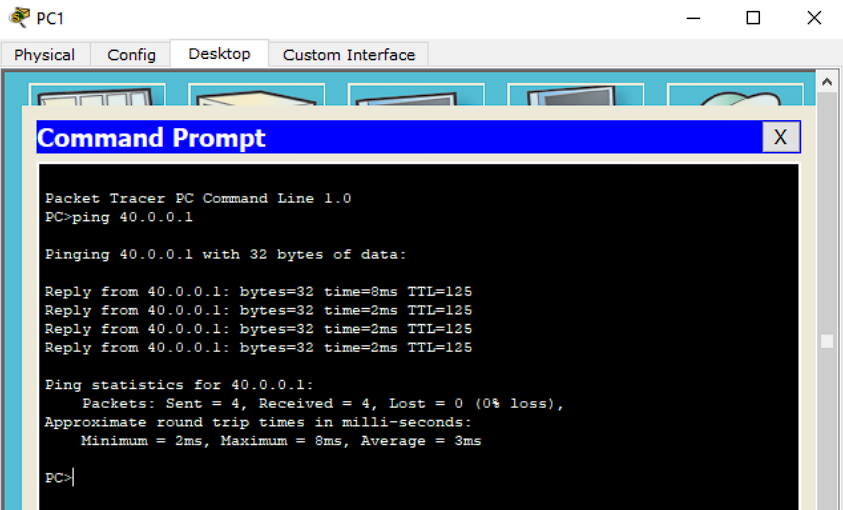 PC1
Physical Config Desktop Custom Interface
Command Prompt
X
Packet Tracer PC Command Line 1.0
PC>ping 40.0.0.1
Pinging 40.0.0.1 with 32 bytes of data:
Reply from 40.0.0.1: bytes=32 time=8ms TTL=125
Reply from 40.0.0.1: bytes=32 time=2ms TTL=125
Reply from 40.0.0.1: bytes=32 time=2ms TTL=125
Reply from 40.0.0.1: bytes=32 time=2ms TTL=125
Ping statistics for 40.0.0.1:
Packets: Sent = 4, Received = 4, Lost = 0 (0% loss),
Approximate round trip times in milli-seconds:
Minimum = 2ms, Maximum = 8ms, Average = 3ms
PC>